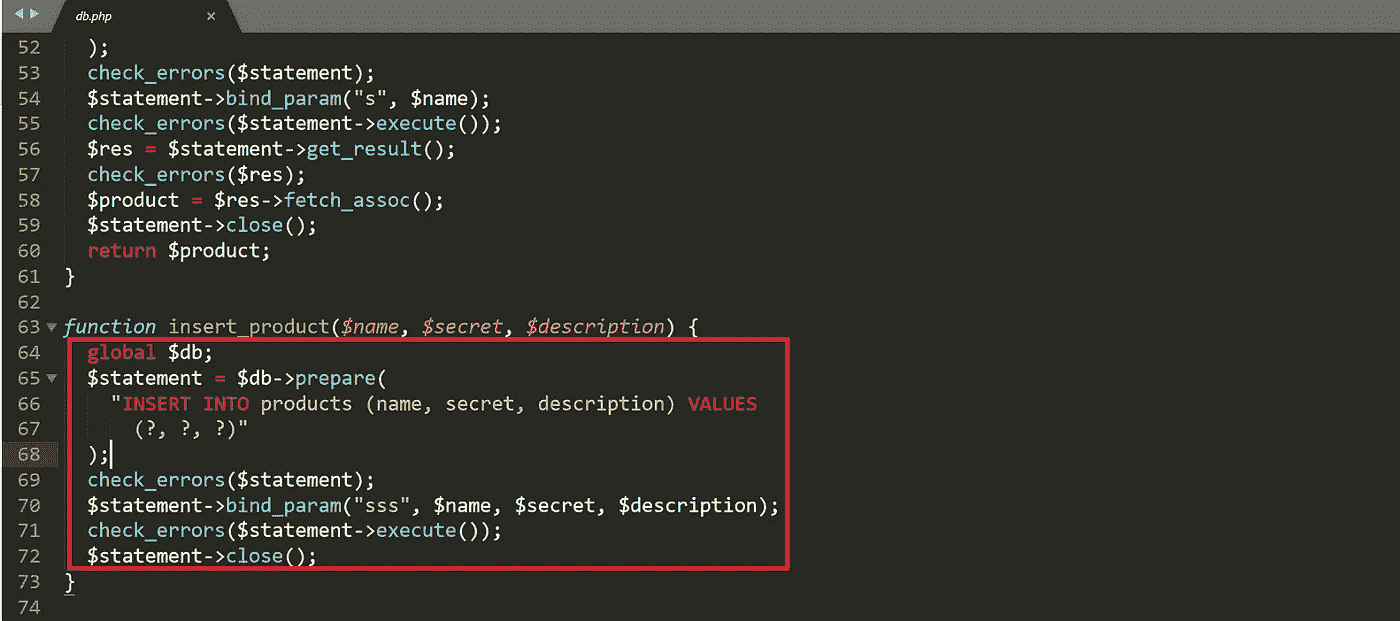 db.php ×
52 );
53 check_errors($statement);
54 $statement->bind_param("s", $name);
55 check_errors($statement->execute());
56 $res = $statement->get_result();
57 check_errors($res);
58 $product = $res->fetch_assoc();
59 $statement->close();
60 return $product;
61 }
62
63 function insert_product($name, $secret, $description) {
64 global $db;
65 $statement = $db->prepare(
66 "INSERT INTO products (name, secret, description) VALUES
67 (?, ?, ?)"
68 );
69 check_errors($statement);
70 $statement->bind_param("sss", $name, $secret, $description);
71 check_errors($statement->execute());
72 $statement->close();
73 }
74